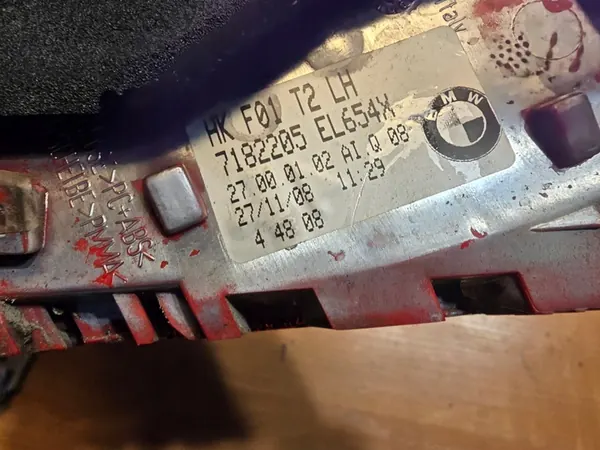 HK F01 T2 LH
7182205 EL654X
27 00 01.02 AI Q 08
27/11/08 11:29
4 48 08
BMW
>PC+ABS<
>PMMA<